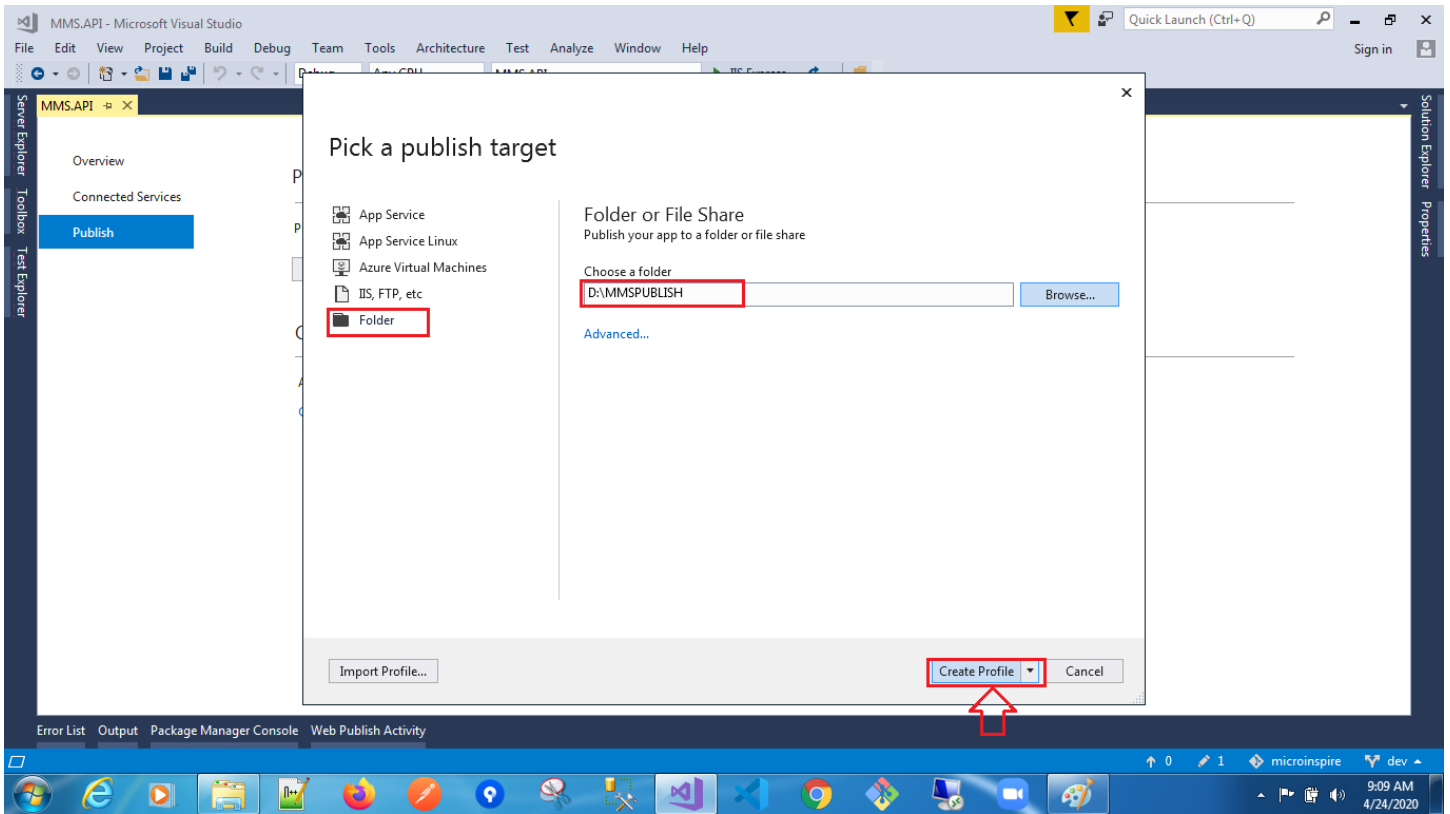 MMS.API - Microsoft Visual Studio
Quick Launch (Ctrl+Q)
File Edit View Project Build Debug Team Tools Architecture Test Analyze Window Help
Sign in
MMS.API
Server Explorer
Toolbox
Test Explorer
Overview
Connected Services
Publish
Pick a publish target
App Service
App Service Linux
Azure Virtual Machines
IIS, FTP, etc
Folder
Folder or File Share
Publish your app to a folder or file share
Choose a folder
D:\MMSPUBLISH
Browse...
Advanced...
Import Profile...
Create Profile
Cancel
Solution Explorer
Properties
Error List Output Package Manager Console Web Publish Activity
0 1 microinspire dev
9:09 AM
4/24/2020